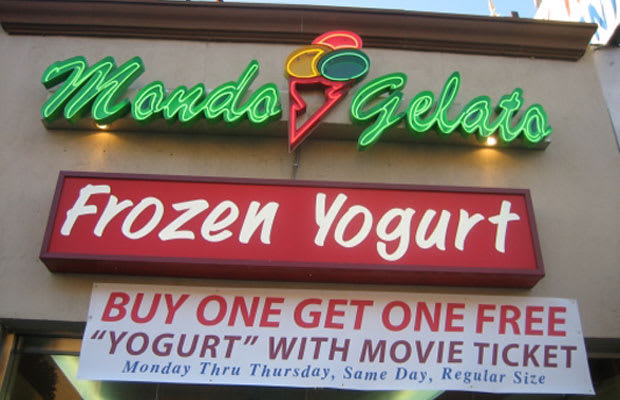 Mondo Gelato
Frozen Yogurt
BUY ONE GET ONE FREE
"YOGURT" WITH MOVIE TICKET
Monday Thru Thursday, Same Day, Regular Size